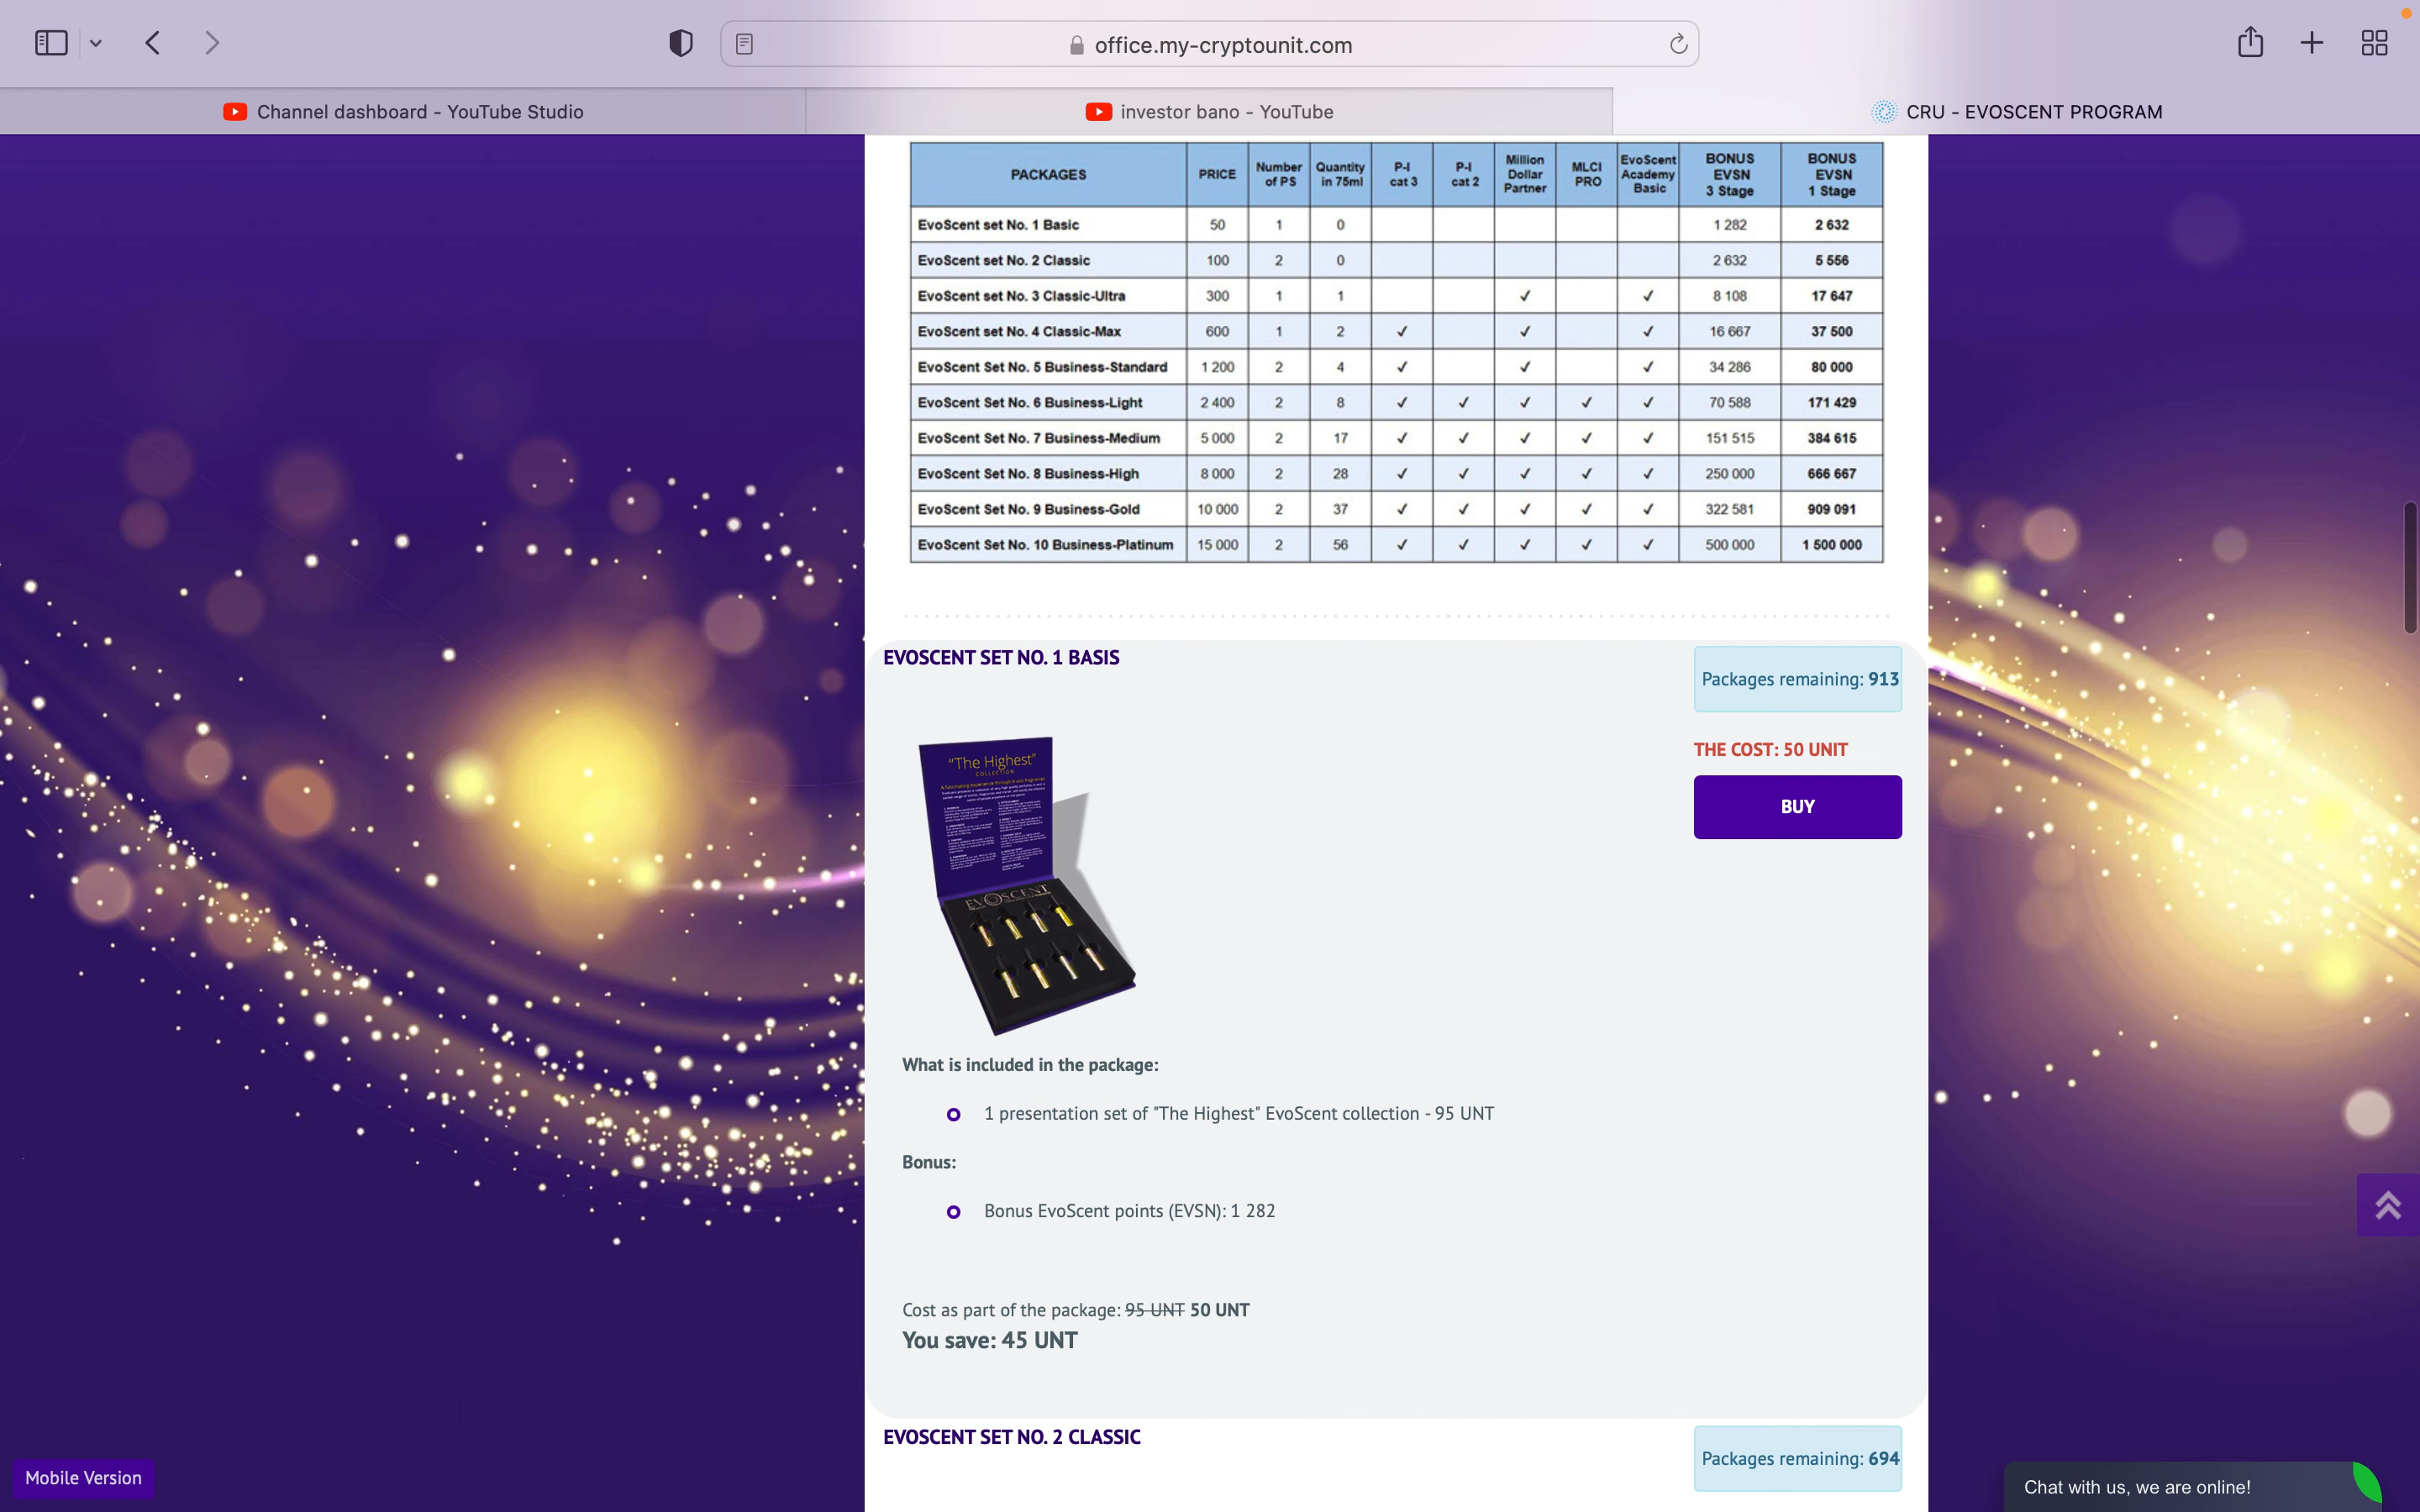 office.my-cryptounit.com
Channel dashboard - YouTube Studio
investor bano - YouTube
CRU - EVOSCENT PROGRAM
PACKAGES PRICE Number of PS Quantity in 75ml P-I cat 3 P-I cat 2 Million Dollar Partner MLCI PRO EvoScent Academy Basic BONUS EVSN 3 Stage BONUS EVSN 1 Stage
EvoScent set No. 1 Basic 50 1 0 1 282 2 632
EvoScent set No. 2 Classic 100 2 0 2 632 5 556
EvoScent set No. 3 Classic-Ultra 300 1 1 ✓ ✓ 8 108 17 647
EvoScent set No. 4 Classic-Max 600 1 2 ✓ ✓ ✓ 16 667 37 500
EvoScent Set No. 5 Business-Standard 1 200 2 4 ✓ ✓ ✓ 34 286 80 000
EvoScent Set No. 6 Business-Light 2 400 2 8 ✓ ✓ ✓ ✓ ✓ 70 588 171 429
EvoScent Set No. 7 Business-Medium 5 000 2 17 ✓ ✓ ✓ ✓ ✓ 151 515 384 615
EvoScent Set No. 8 Business-High 8 000 2 28 ✓ ✓ ✓ ✓ ✓ 250 000 666 667
EvoScent Set No. 9 Business-Gold 10 000 2 37 ✓ ✓ ✓ ✓ ✓ 322 581 909 091
EvoScent Set No. 10 Business-Platinum 15 000 2 56 ✓ ✓ ✓ ✓ ✓ 500 000 1 500 000
EVOSCENT SET NO. 1 BASIS
Packages remaining: 913
THE COST: 50 UNIT
BUY
"The Highest"
COLLECTION
EVOSCENT
What is included in the package:
1 presentation set of "The Highest" EvoScent collection - 95 UNT
Bonus:
Bonus EvoScent points (EVSN): 1 282
Cost as part of the package: 95 UNT 50 UNT
You save: 45 UNT
EVOSCENT SET NO. 2 CLASSIC
Packages remaining: 694
Mobile Version
Chat with us, we are online!